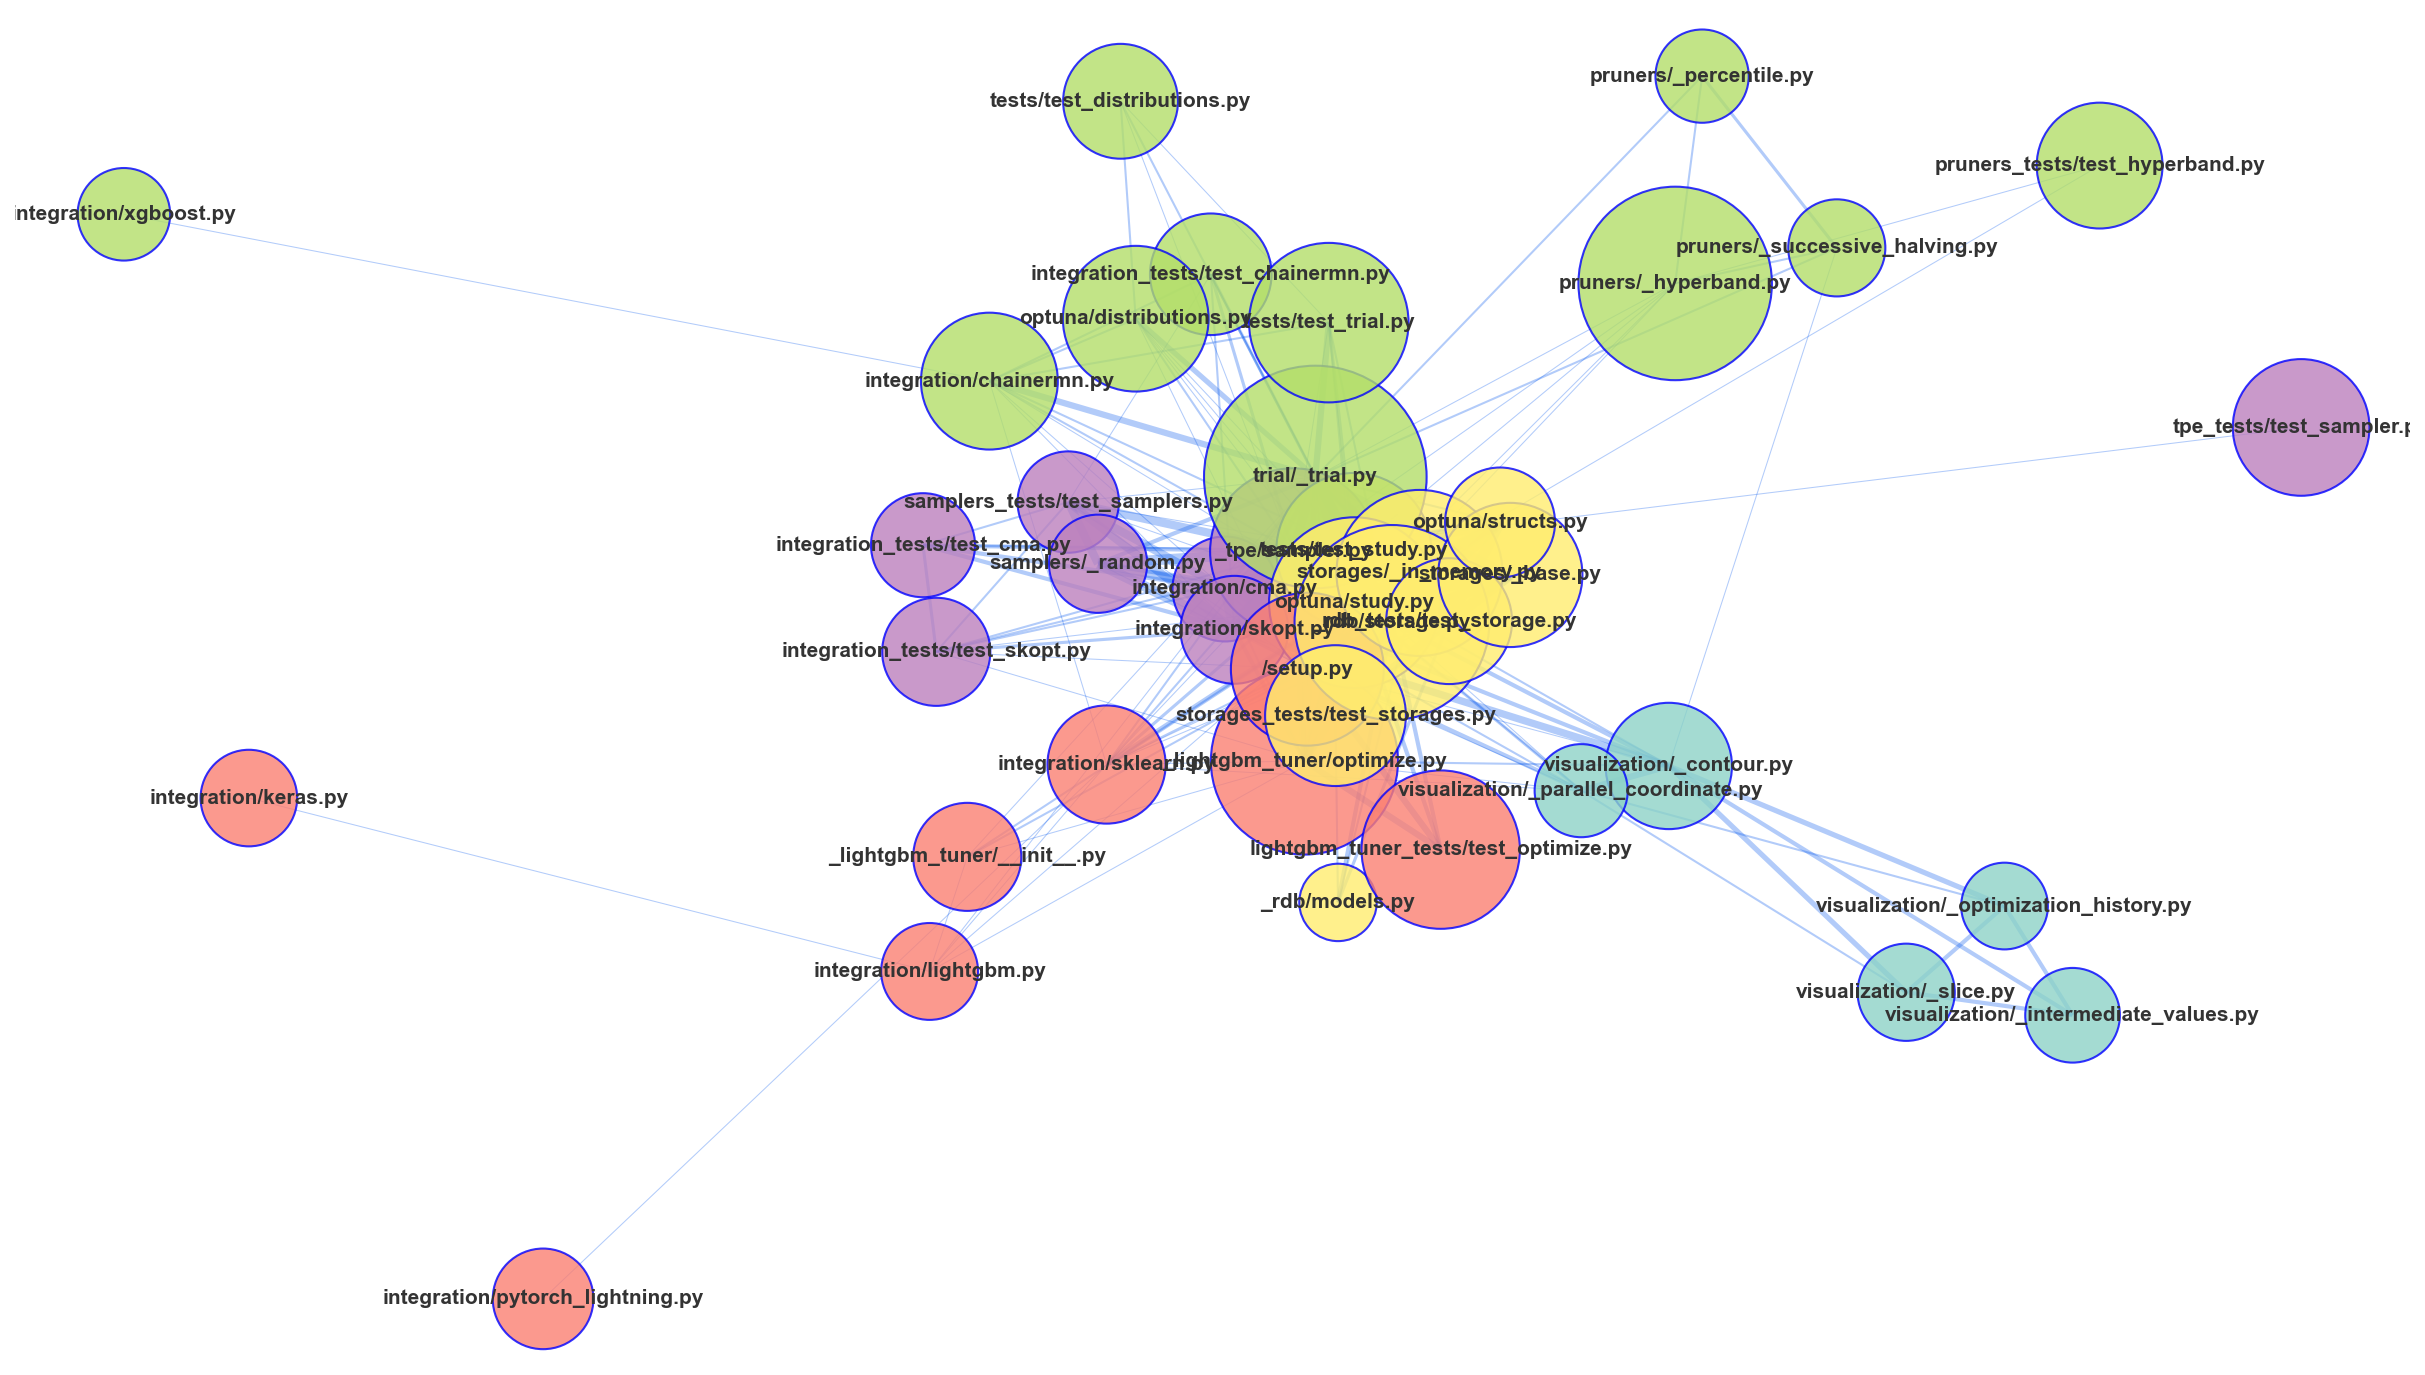 pruners/_percentile.py
tests/test_distributions.py
pruners_tests/test_hyperband.py
integration/xgboost.py
pruners/_successive_halving.py
integration_tests/test_chainermn.py
pruners/_hyperband.py
optuna/distributions.py
tests/test_trial.py
integration/chainermn.py
tpe_tests/test_sampler.p
trial/_trial.py
samplers_tests/test_samplers.py
optuna/structs.py
integration_tests/test_cma.py
_tpe/sampler.py
tests/test_study.py
samplers/_random.py
storages/_in_memory.py
storages/_base.py
integration/cma.py
optuna/study.py
_rdb/storage.py
rdb_tests/test_storage.py
integration/skopt.py
integration_tests/test_skopt.py
/setup.py
storages_tests/test_storages.py
_lightgbm_tuner/optimize.py
integration/sklearn.py
visualization/_contour.py
visualization/_parallel_coordinate.py
integration/keras.py
lightgbm_tuner_tests/test_optimize.py
_lightgbm_tuner/__init__.py
_rdb/models.py
visualization/_optimization_history.py
integration/lightgbm.py
visualization/_slice.py
visualization/_intermediate_values.py
integration/pytorch_lightning.py